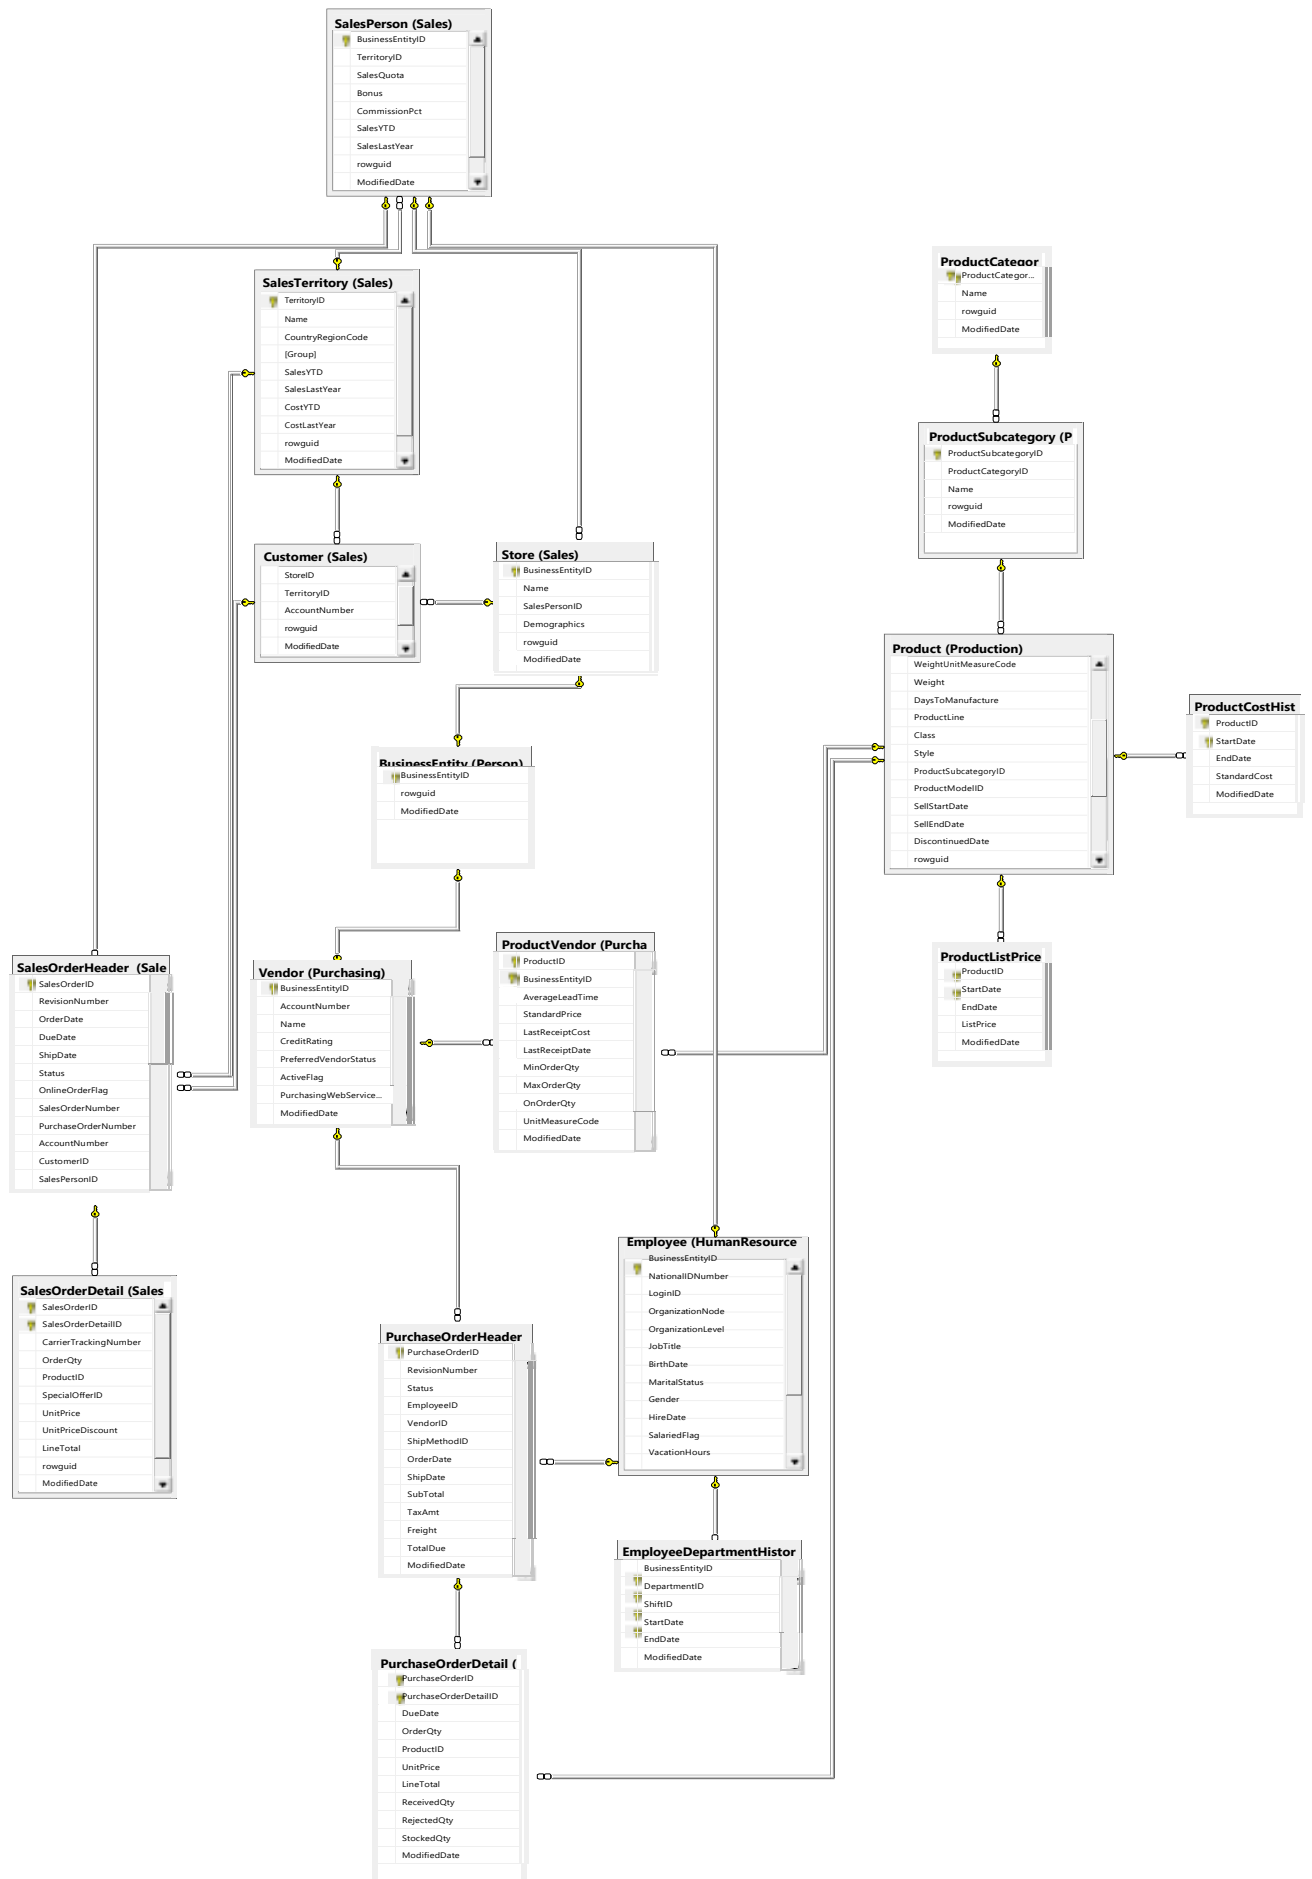 SalesPerson (Sales)
BusinessEntityID
TerritoryID
SalesQuota
Bonus
CommissionPct
SalesYTD
SalesLastYear
rowguid
ModifiedDate
SalesTerritory (Sales)
TerritoryID
Name
CountryRegionCode
[Group]
SalesYTD
SalesLastYear
CostYTD
CostLastYear
rowguid
ModifiedDate
ProductCategor
ProductCategor...
Name
rowguid
ModifiedDate
ProductSubcategory (P
ProductSubcategoryID
ProductCategoryID
Name
rowguid
ModifiedDate
Customer (Sales)
StoreID
TerritoryID
AccountNumber
rowguid
ModifiedDate
Store (Sales)
BusinessEntityID
Name
SalesPersonID
Demographics
rowguid
ModifiedDate
Product (Production)
WeightUnitMeasureCode
Weight
DaysToManufacture
ProductLine
Class
Style
ProductSubcategoryID
ProductModelID
SellStartDate
SellEndDate
DiscontinuedDate
rowguid
ProductCostHist
ProductID
StartDate
EndDate
StandardCost
ModifiedDate
BusinessEntity (Person)
BusinessEntityID
rowguid
ModifiedDate
ProductListPrice
ProductID
StartDate
EndDate
ListPrice
ModifiedDate
SalesOrderHeader (Sale
SalesOrderID
RevisionNumber
OrderDate
DueDate
ShipDate
Status
OnlineOrderFlag
SalesOrderNumber
PurchaseOrderNumber
AccountNumber
CustomerID
SalesPersonID
Vendor (Purchasing)
BusinessEntityID
AccountNumber
Name
CreditRating
PreferredVendorStatus
ActiveFlag
PurchasingWebService...
ModifiedDate
ProductVendor (Purcha
ProductID
BusinessEntityID
AverageLeadTime
StandardPrice
LastReceiptCost
LastReceiptDate
MinOrderQty
MaxOrderQty
OnOrderQty
UnitMeasureCode
ModifiedDate
Employee (HumanResource
BusinessEntityID
NationalIDNumber
LoginID
OrganizationNode
OrganizationLevel
JobTitle
BirthDate
MaritalStatus
Gender
HireDate
SalariedFlag
VacationHours
SalesOrderDetail (Sales
SalesOrderID
SalesOrderDetailID
CarrierTrackingNumber
OrderQty
ProductID
SpecialOfferID
UnitPrice
UnitPriceDiscount
LineTotal
rowguid
ModifiedDate
PurchaseOrderHeader
PurchaseOrderID
RevisionNumber
Status
EmployeeID
VendorID
ShipMethodID
OrderDate
ShipDate
SubTotal
TaxAmt
Freight
TotalDue
ModifiedDate
EmployeeDepartmentHistor
BusinessEntityID
DepartmentID
ShiftID
StartDate
EndDate
ModifiedDate
PurchaseOrderDetail (
PurchaseOrderID
PurchaseOrderDetailID
DueDate
OrderQty
ProductID
UnitPrice
LineTotal
ReceivedQty
RejectedQty
StockedQty
ModifiedDate